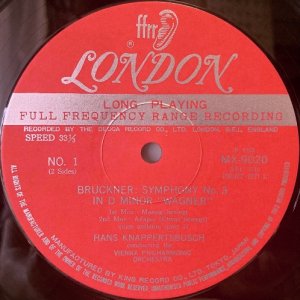 ffrr
LONDON
LONG PLAYING
FULL FREQUENCY RANGE RECORDING
RECORDED BY THE DECCA RECORD CO., LTD., LONDON, S.E.1, ENGLAND
SPEED 33⅓
NO. 1
(2 Sides)
MX 9020
BRUCKNER: SYMPHONY No. 3
IN D MINOR "WAGNER"
HANS KNAPPERTSBUSCH
conducting the
VIENNA PHILHARMONIC
ORCHESTRA
MANUFACTURED BY KING RECORD CO., LTD., TOKYO, JAPAN
ALL RIGHTS OF THE MANUFACTURER AND OF THE OWNER OF THE RECORDED WORK RESERVED